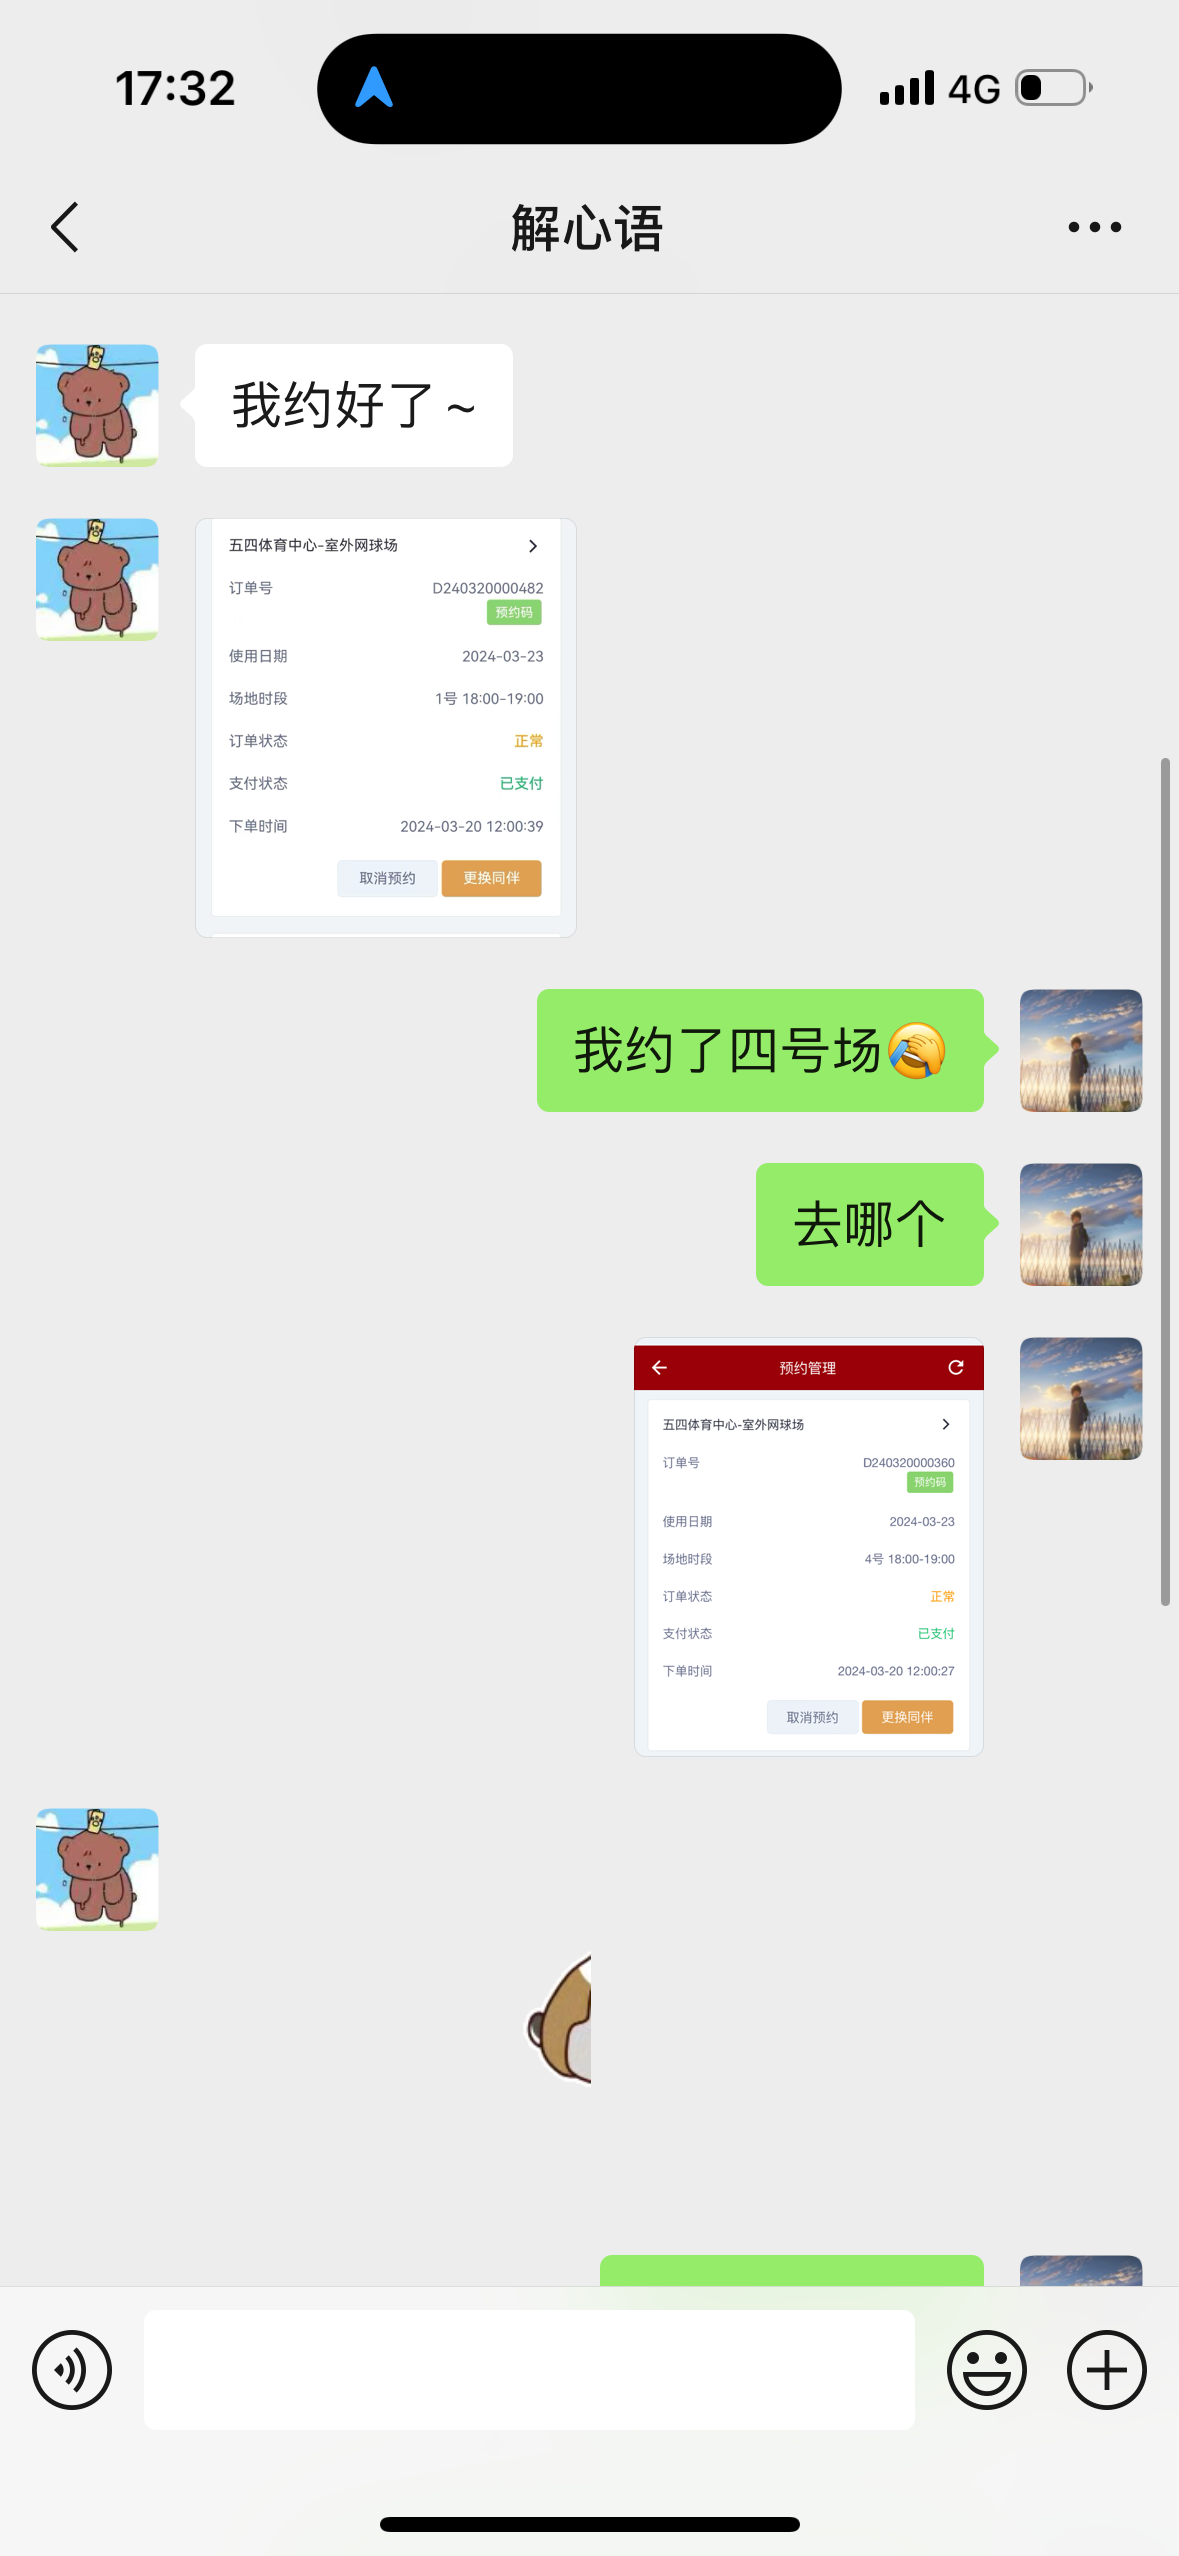 17:32
4G
解心语
我约好了~
五四体育中心-室外网球场
订单号 D240320000482
预约码
使用日期 2024-03-23
场地时段 1号 18:00-19:00
订单状态 正常
支付状态 已支付
下单时间 2024-03-20 12:00:39
取消预约 更换同伴
我约了四号场🤣
去哪个
预约管理
五四体育中心-室外网球场
订单号 D240320000360
预约码
使用日期 2024-03-23
场地时段 4号 18:00-19:00
订单状态 正常
支付状态 已支付
下单时间 2024-03-20 12:00:27
取消预约 更换同伴